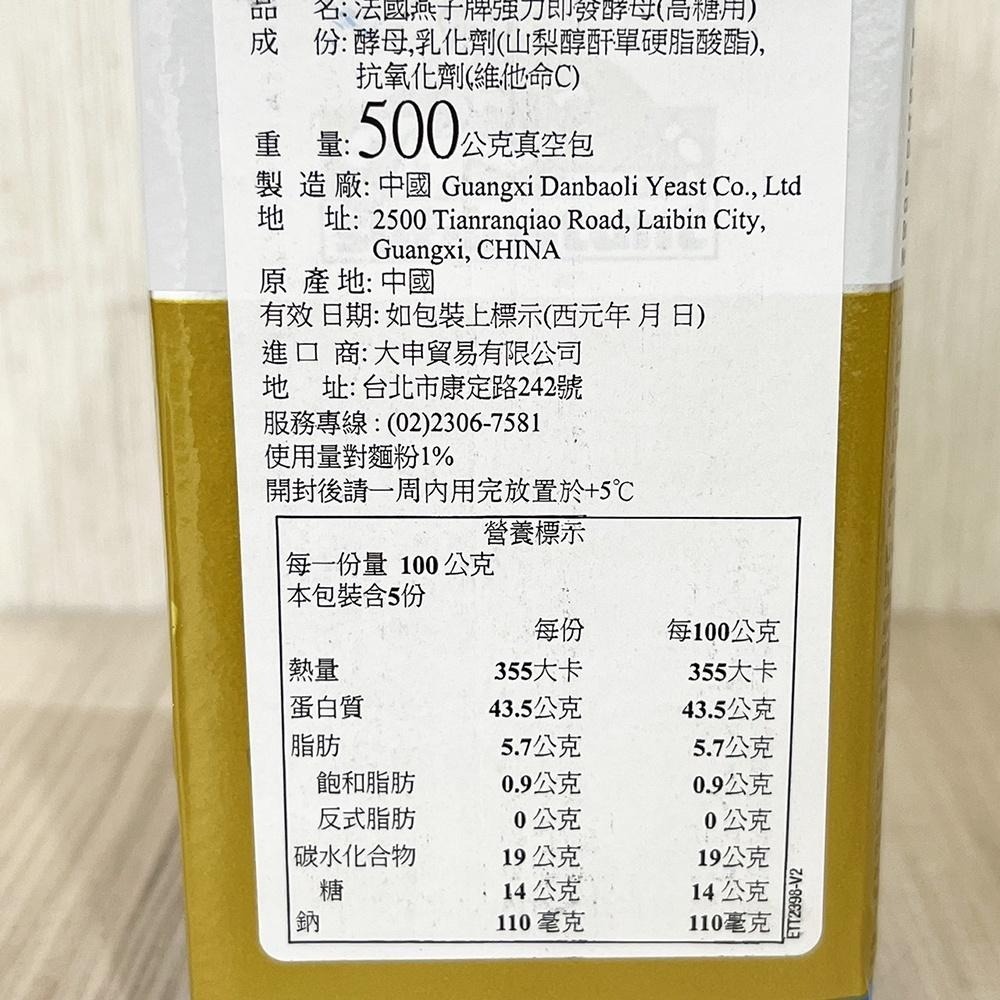 品 名: 法國燕子牌強力即發酵母(高糖用)
成 份: 酵母,乳化劑(山梨醇酐單硬脂酸酯),
抗氧化劑(維他命C)
重 量: 500公克真空包
製 造 廠: 中國 Guangxi Danbaoli Yeast Co., Ltd
地 址: 2500 Tianranqiao Road, Laibin City,
Guangxi, CHINA
原 產 地: 中國
有效 日期: 如包裝上標示(西元年 月 日)
進 口 商: 大申貿易有限公司
地 址: 台北市康定路242號
服務專線 : (02)2306-7581
使用量對麵粉1%
開封後請一周內用完放置於+5℃
營養標示
每一份量 100 公克
本包裝含5份
每份 每100公克
熱量 355大卡 355大卡
蛋白質 43.5公克 43.5公克
脂肪 5.7公克 5.7公克
飽和脂肪 0.9公克 0.9公克
反式脂肪 0 公克 0 公克
碳水化合物 19 公克 19公克
糖 14 公克 14 公克
鈉 110 毫克 110毫克
ETT2398-V2